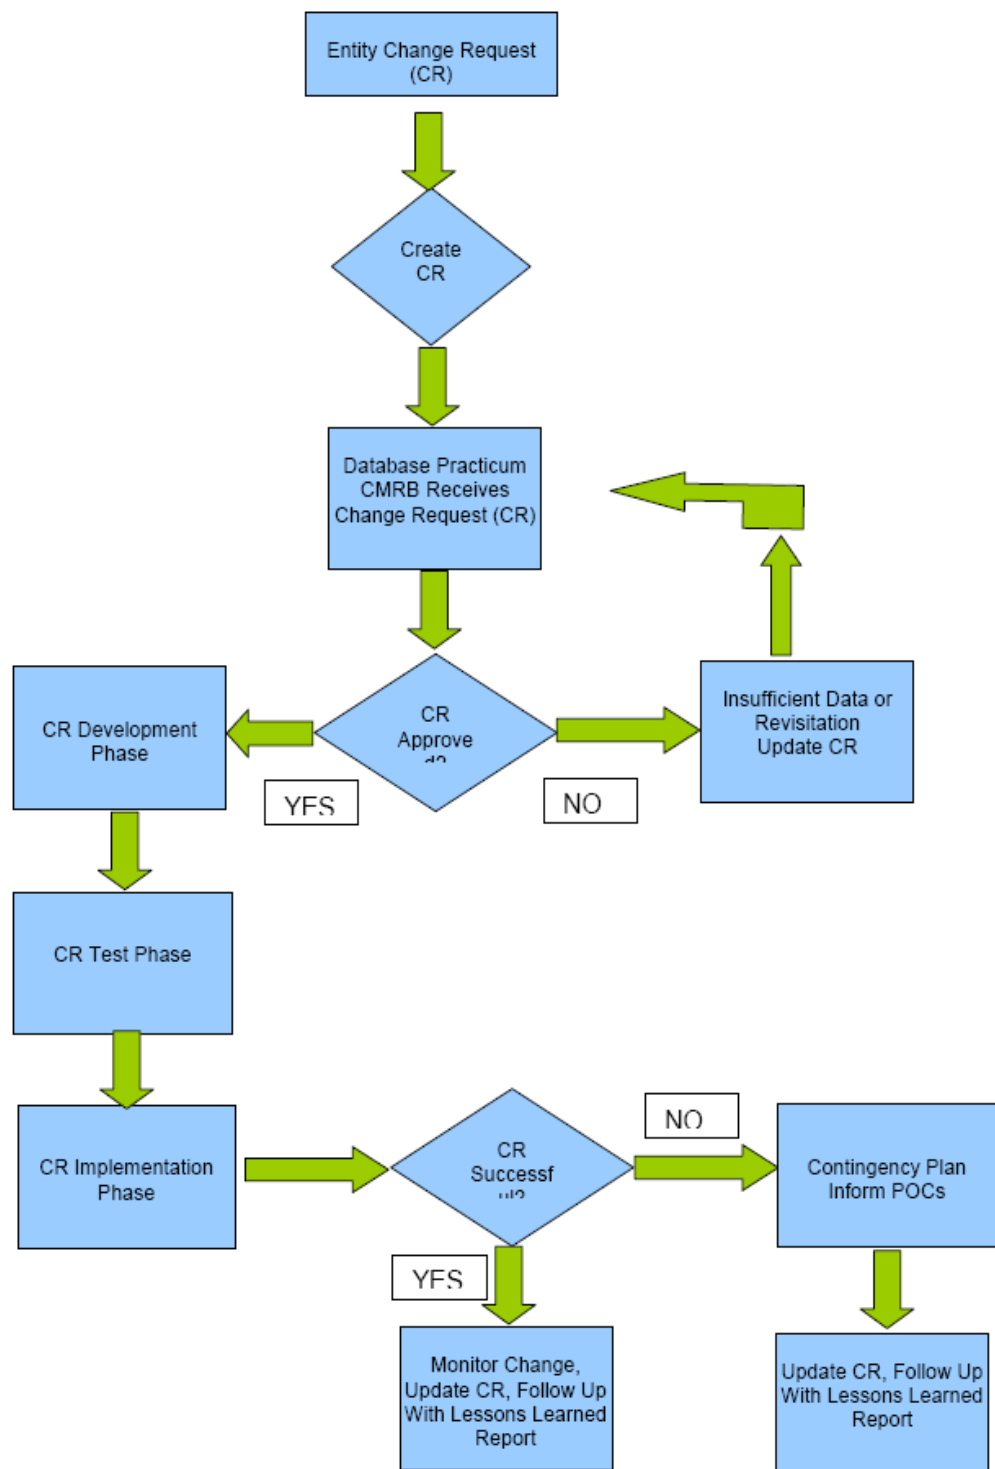 Entity Change Request
(CR)
Create
CR
Database Practicum
CMRB Receives
Change Request (CR)
CR
Approve
d?
Insufficient Data or
Revisitation
Update CR
CR Development
Phase
YES
NO
CR Test Phase
CR Implementation
Phase
CR
Successf
ul?
NO
Contingency Plan
Inform POCs
YES
Monitor Change,
Update CR, Follow Up
With Lessons Learned
Report
Update CR, Follow Up
With Lessons Learned
Report